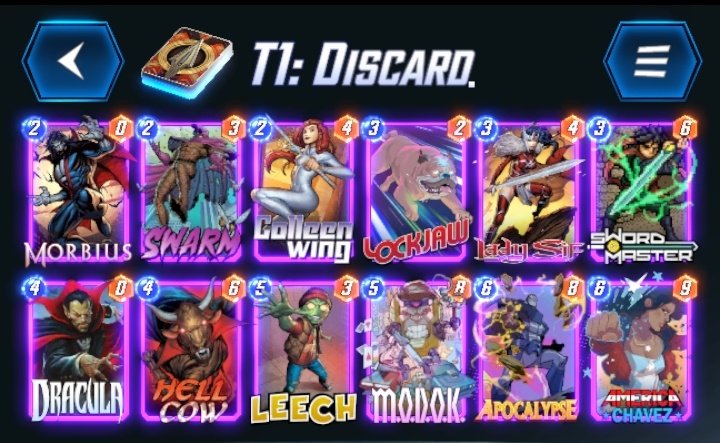 T1: DISCARD.
2 0 2 3 2 4 3 2 3 4 3 6
MORBIUS SWARM Colleen Wing LOCKJAW Lady Sif SWORD MASTER
4 0 4 6 5 3 5 8 6 8 6 9
DRACULA HELL COW LEECH M.O.D.O.K. APOCALYPSE AMERICA CHAVEZ